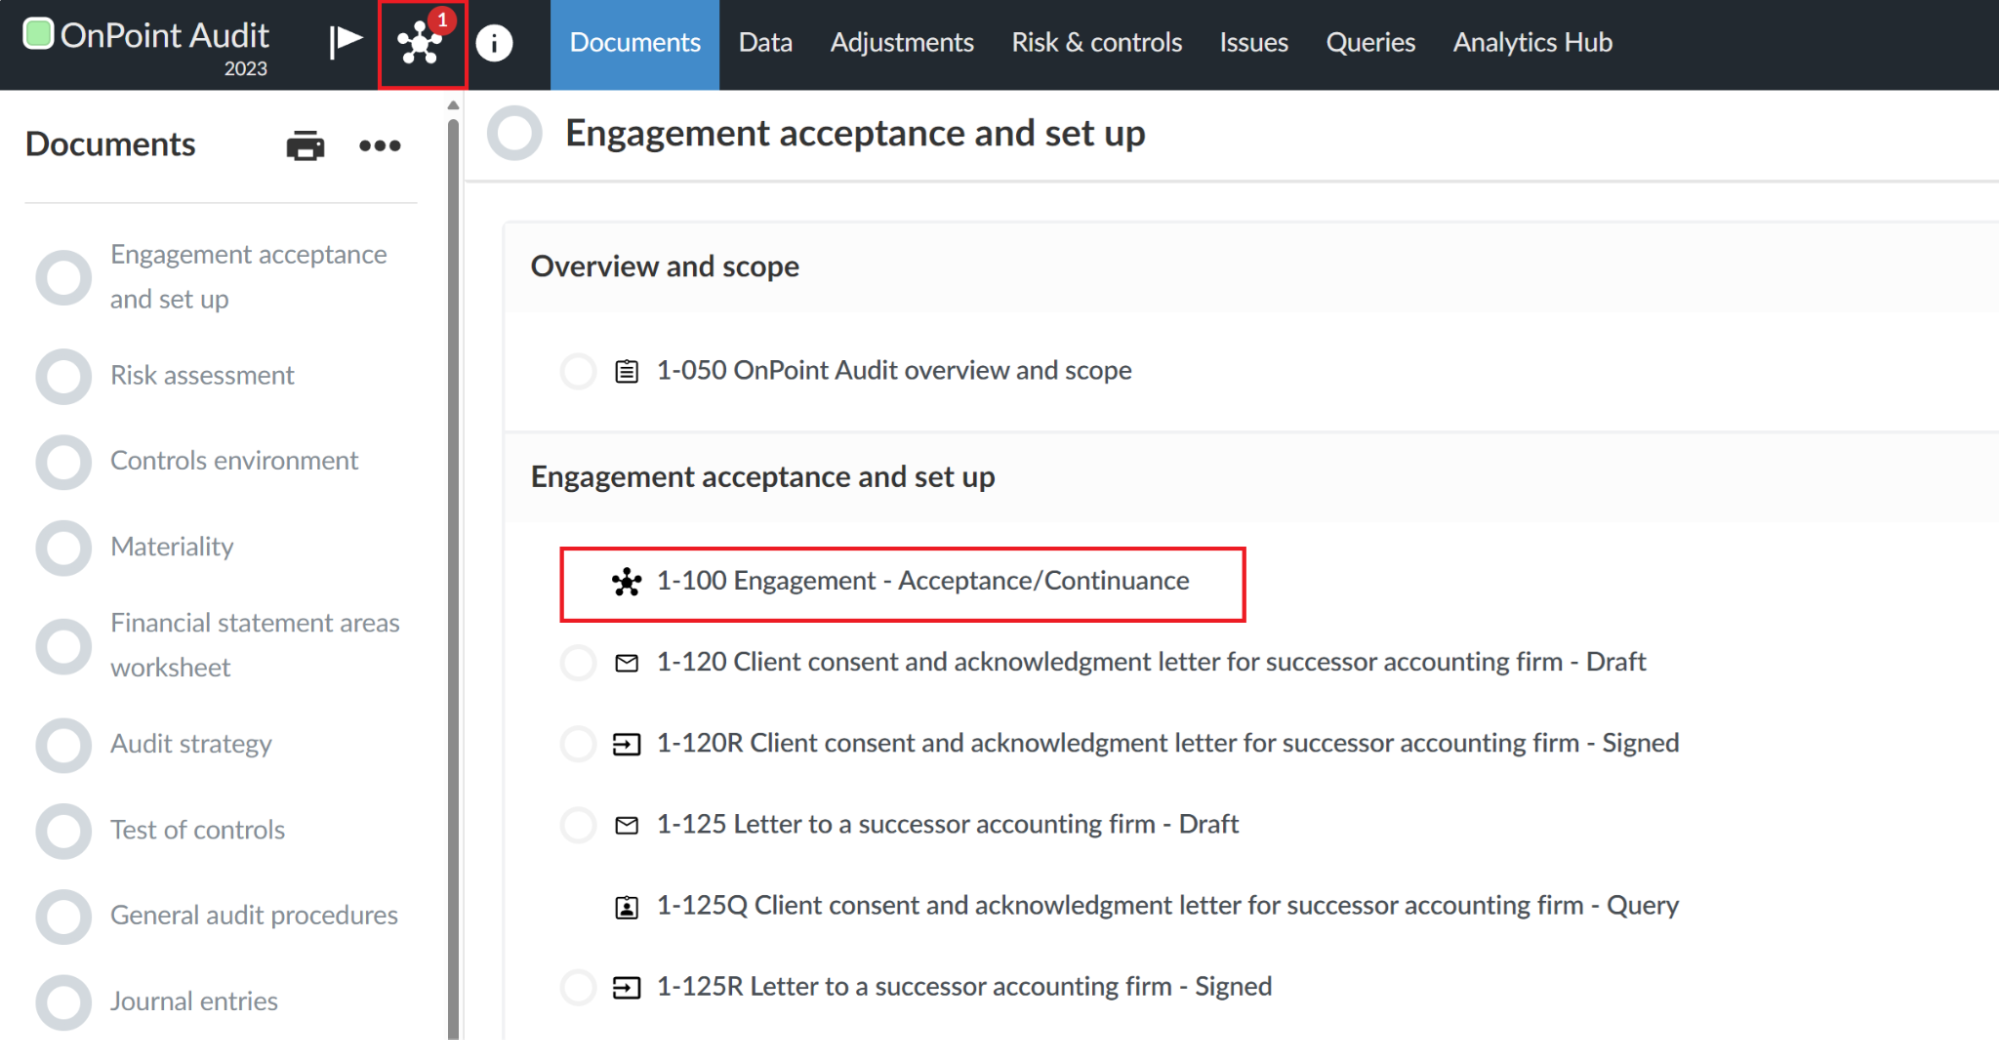 OnPoint Audit
2023
1
Documents
Data
Adjustments
Risk & controls
Issues
Queries
Analytics Hub
Documents
Engagement acceptance
and set up
Risk assessment
Controls environment
Materiality
Financial statement areas
worksheet
Audit strategy
Test of controls
General audit procedures
Journal entries
Engagement acceptance and set up
Overview and scope
1-050 OnPoint Audit overview and scope
Engagement acceptance and set up
1-100 Engagement - Acceptance/Continuance
1-120 Client consent and acknowledgment letter for successor accounting firm - Draft
1-120R Client consent and acknowledgment letter for successor accounting firm - Signed
1-125 Letter to a successor accounting firm - Draft
1-125Q Client consent and acknowledgment letter for successor accounting firm - Query
1-125R Letter to a successor accounting firm - Signed